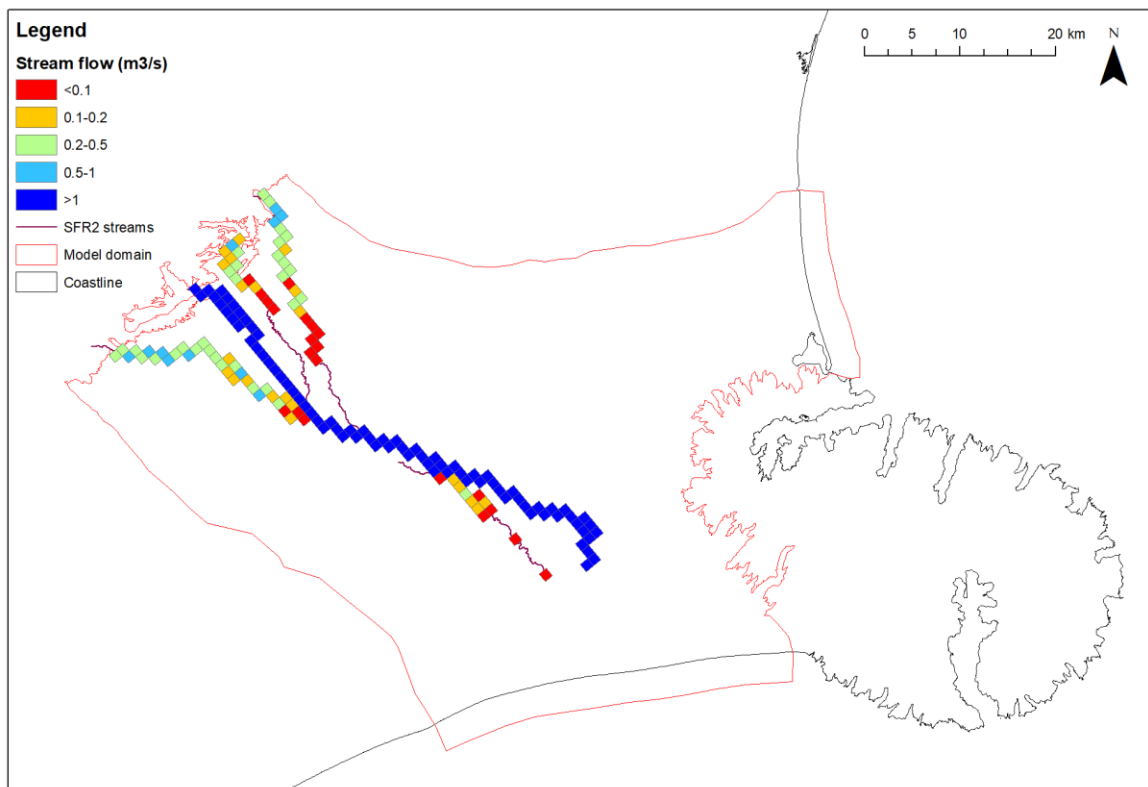 Legend
Stream flow (m3/s)
<0.1
0.1-0.2
0.2-0.5
0.5-1
>1
SFR2 streams
Model domain
Coastline
0 5 10 20 km
N